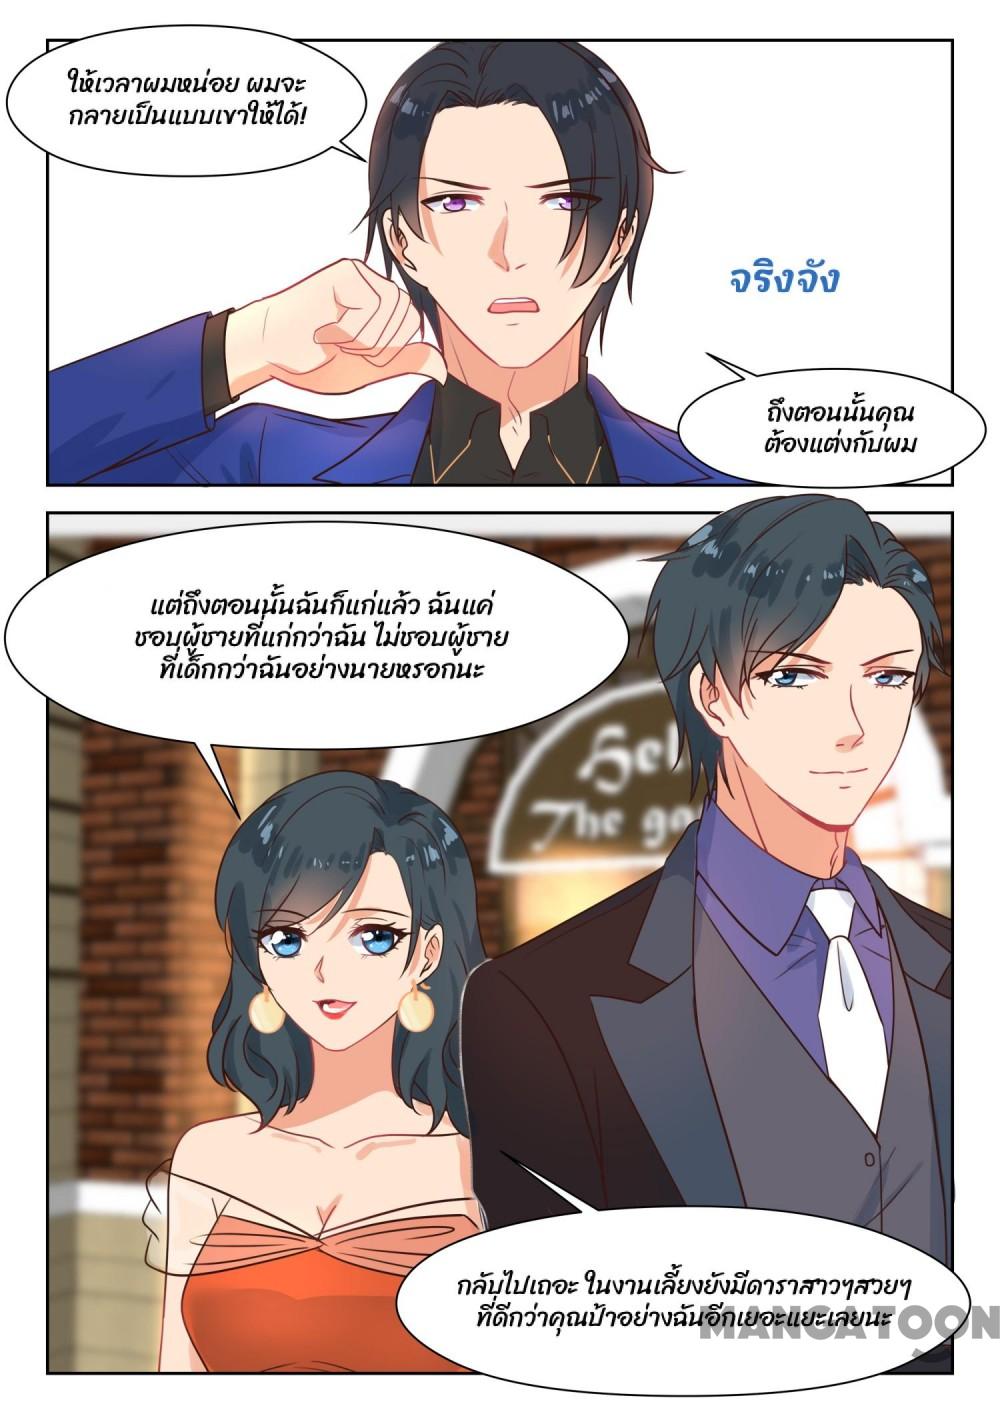 ให้เวลาผมหน่อย ผมจะ
กลายเป็นแบบเขาให้ได้!
จริงจัง
ถึงตอนนั้นคุณ
ต้องแต่งกับผม
แต่ถึงตอนนั้นฉันก็แก่แล้ว ฉันแค่
ชอบผู้ชายที่แก่กว่าฉัน ไม่ชอบผู้ชาย
ที่เด็กกว่าฉันอย่างนายหรอกนะ
Hel
The ga
กลับไปเถอะ ในงานเลี้ยงยังมีดาราสาวๆสวยๆ
ที่ดีกว่าคุณป้าอย่างฉันอีกเยอะแยะเลยนะ
MANGATOON